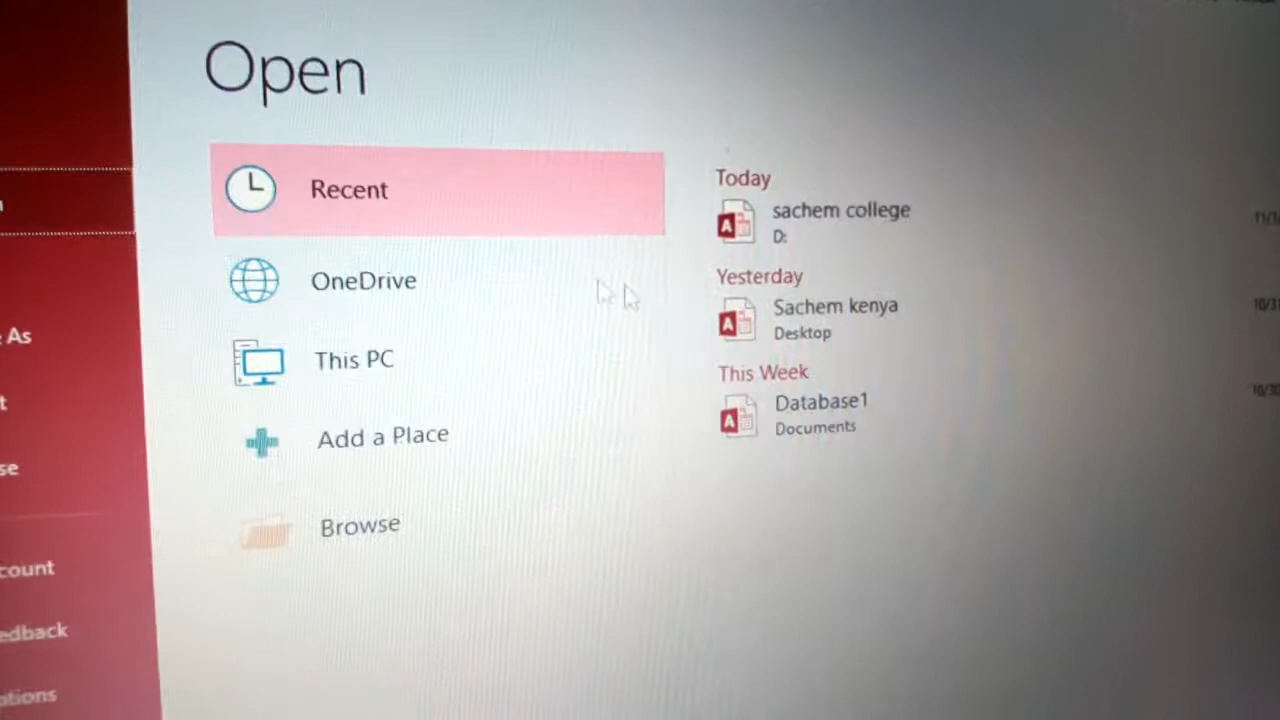 Open
Recent
OneDrive
This PC
Add a Place
Browse
Today
sachem college
D:
Yesterday
Sachem kenya
Desktop
This Week
Database1
Documents
As
count
edback
ptions